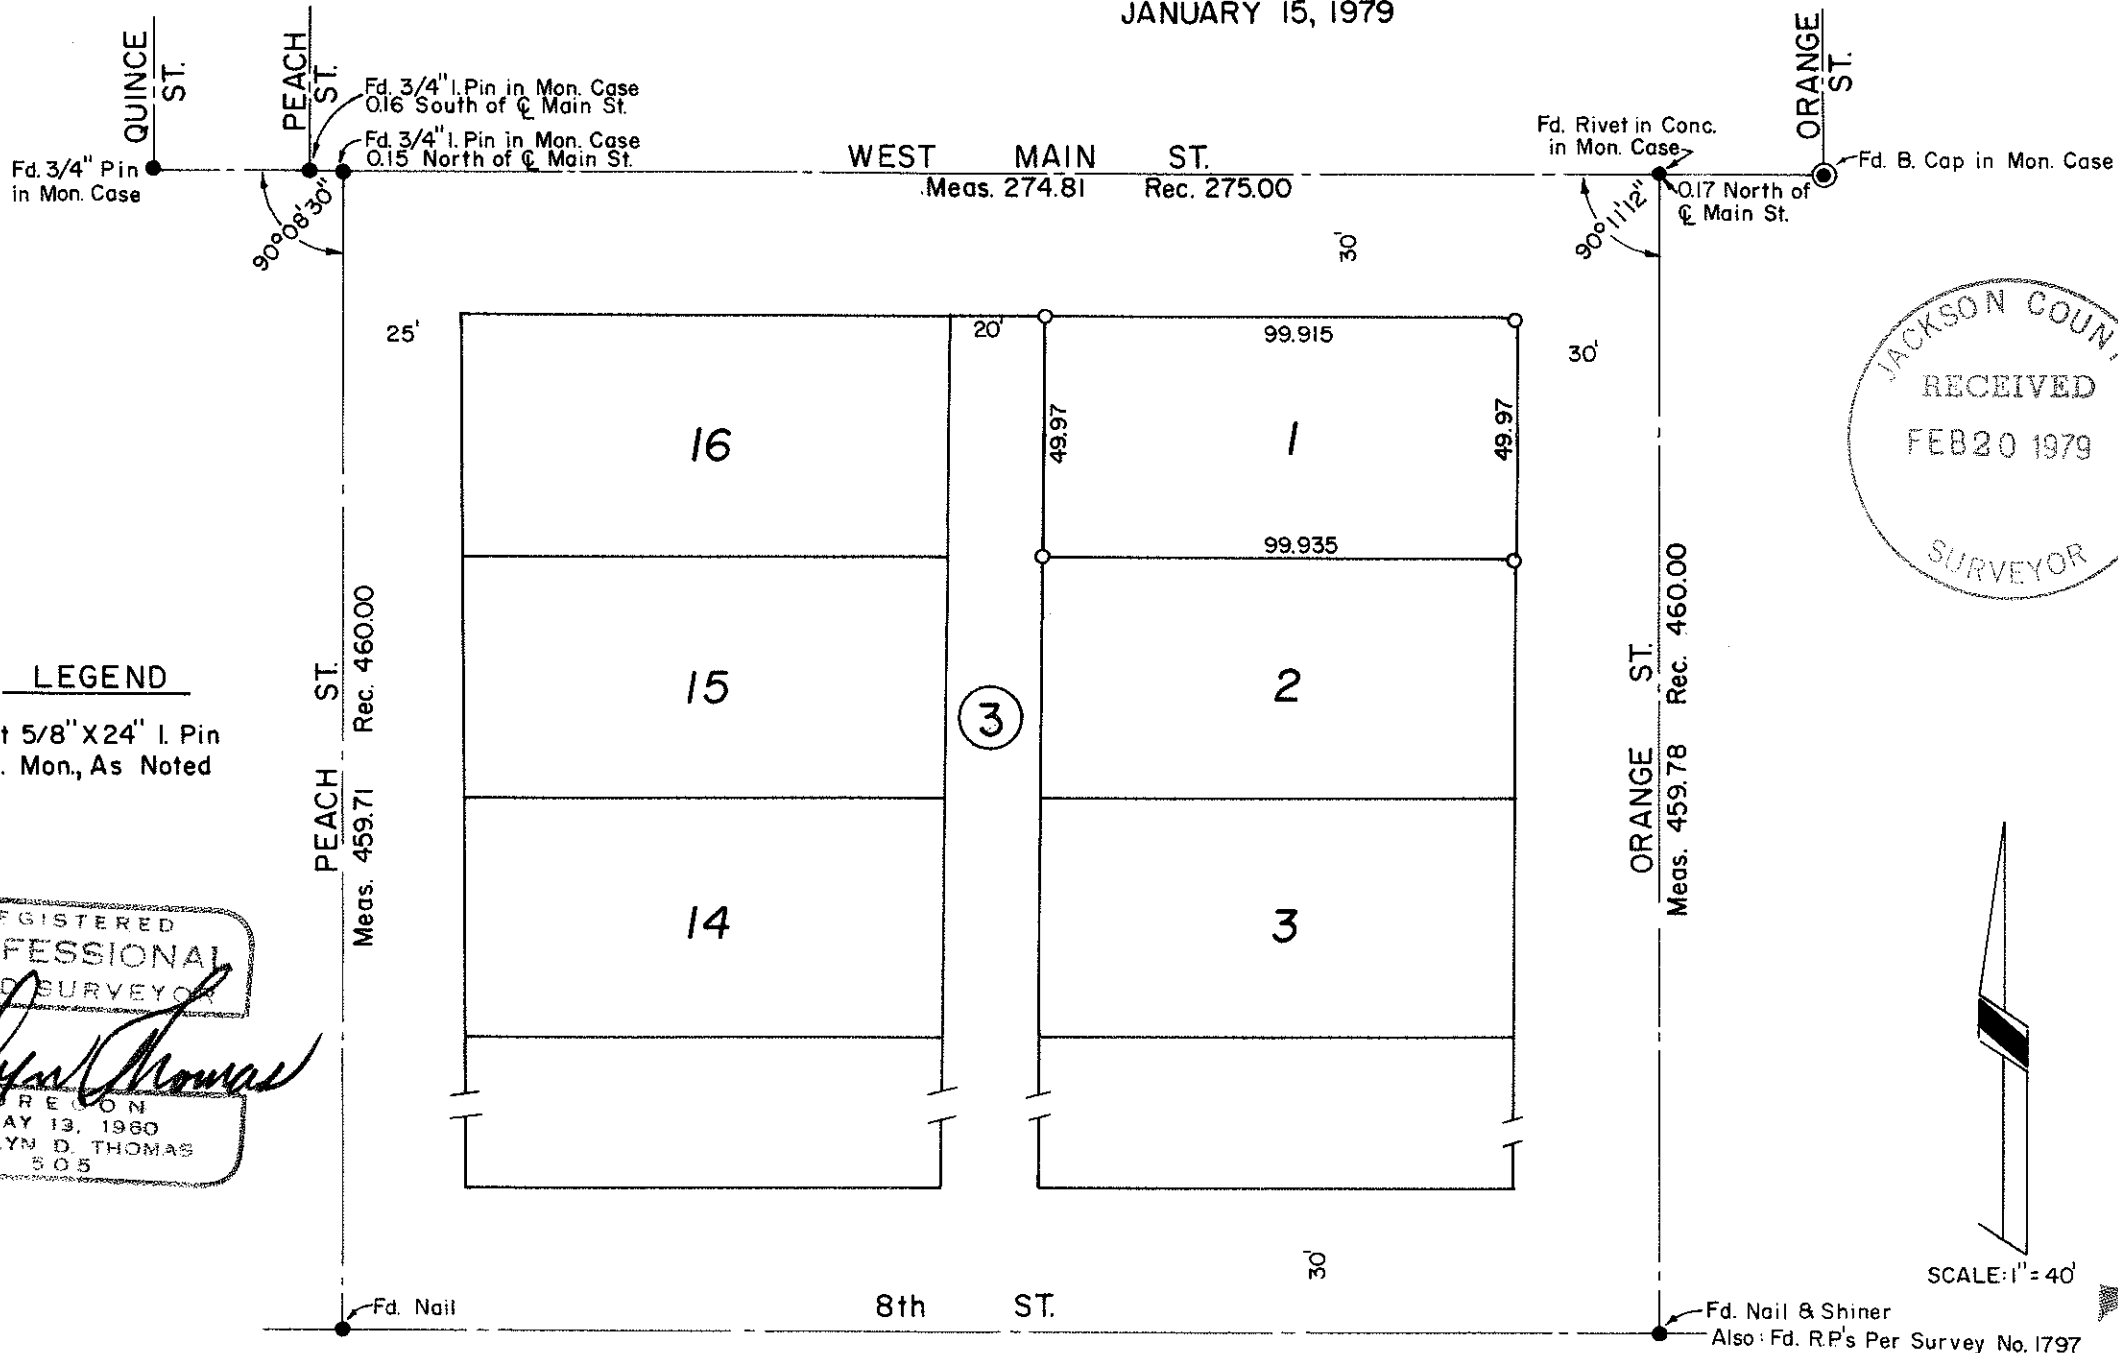 JANUARY 15, 1979
QUINCE ST.
PEACH ST.
ORANGE ST.
Fd. 3/4" I. Pin in Mon. Case
0.16 South of ℄ Main St.
Fd. 3/4" I. Pin in Mon. Case
0.15 North of ℄ Main St.
Fd. 3/4" Pin
in Mon. Case
WEST MAIN ST.
Meas. 274.81 Rec. 275.00
Fd. Rivet in Conc.
in Mon. Case
Fd. B. Cap in Mon. Case
0.17 North of
℄ Main St.
90°08'30"
90°11'12"
30'
25'
20'
99.915
30'
49.97
49.97
99.935
16
1
15
2
3
14
3
JACKSON COUN
RECEIVED
FEB 20 1979
SURVEYOR
LEGEND
t 5/8" X 24" I. Pin
. Mon., As Noted
PEACH ST.
Meas. 459.71 Rec. 460.00
ORANGE ST.
Meas. 459.78 Rec. 460.00
EGISTERED
FESSIONAL
D SURVEYOR
Thomas
OREGON
AY 13, 1960
YN D. THOMAS
505
30'
8th ST.
Fd. Nail
SCALE: 1" = 40'
Fd. Nail & Shiner
Also: Fd. R.P.'s Per Survey No. 1797